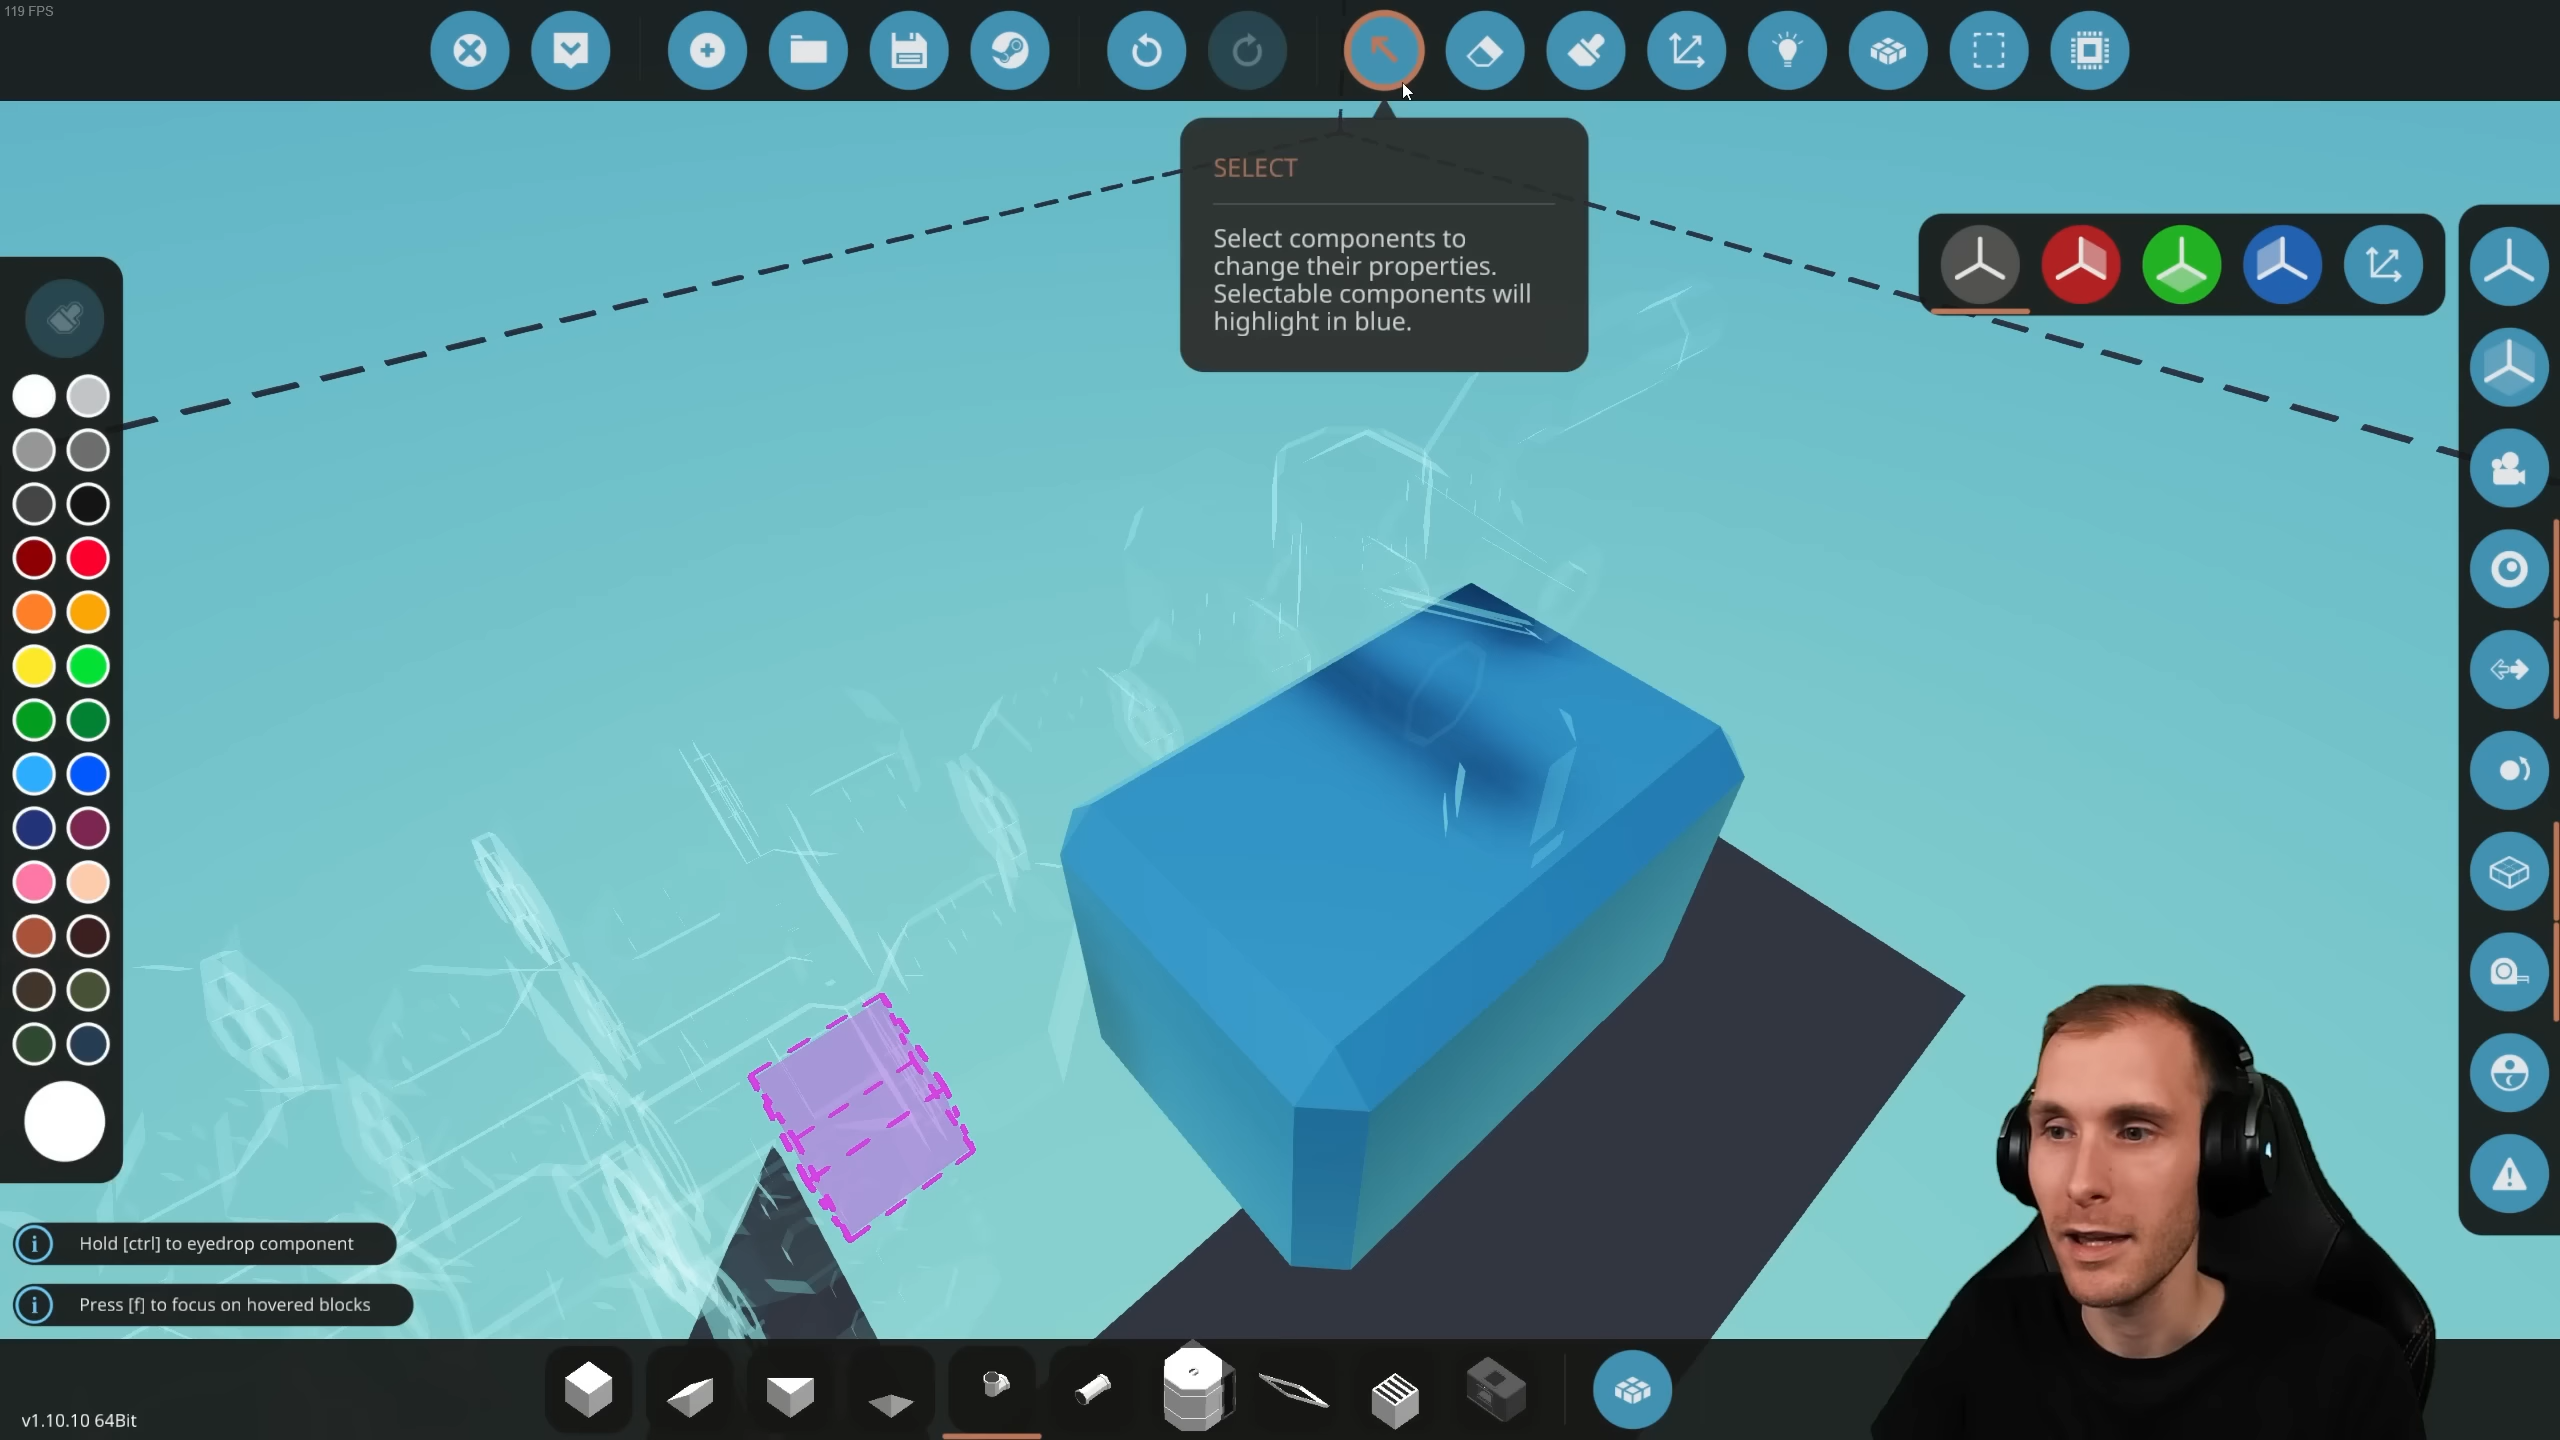 119 FPS
SELECT
Select components to
change their properties.
Selectable components will
highlight in blue.
Hold [ctrl] to eyedrop component
Press [f] to focus on hovered blocks
v1.10.10 64Bit